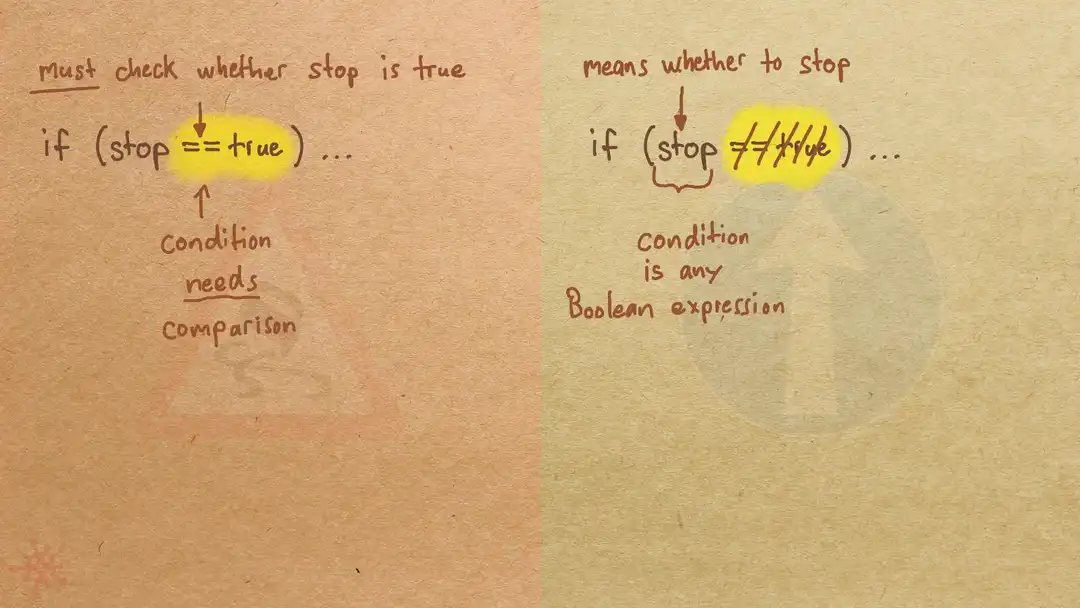 must check whether stop is true
if (stop == true) ...
condition
needs
comparison
means whether to stop
if (stop == true) ...
condition
is any
Boolean expression